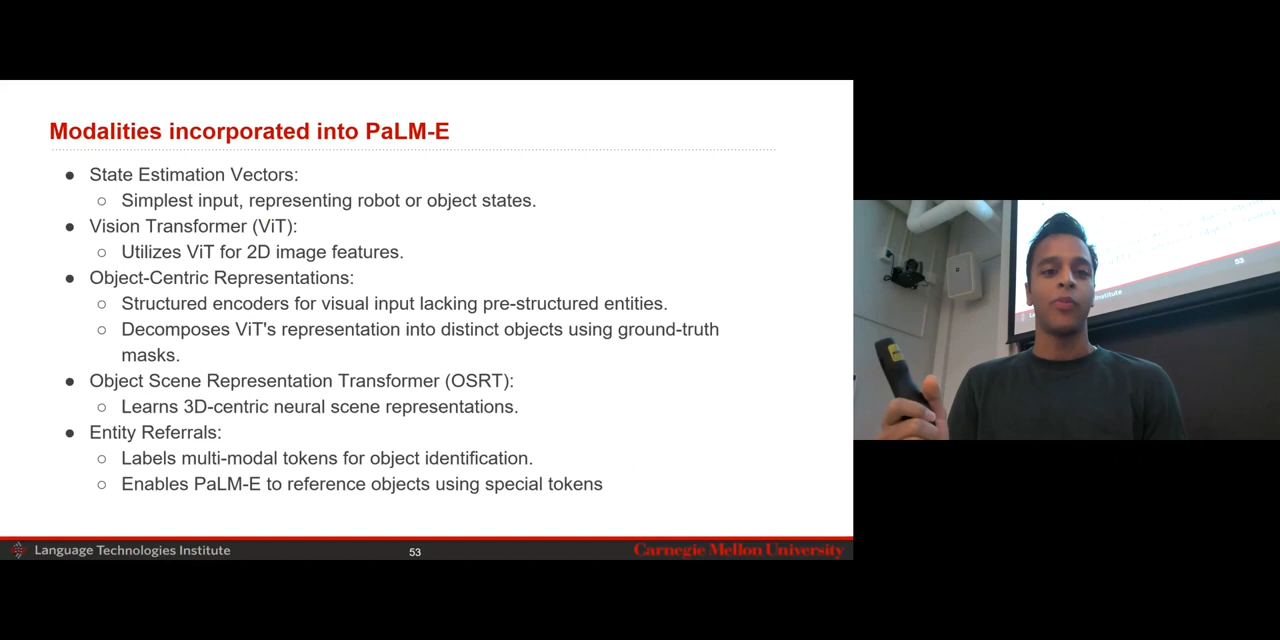 Modalities incorporated into PaLM-E
● State Estimation Vectors:
○ Simplest input, representing robot or object states.
● Vision Transformer (ViT):
○ Utilizes ViT for 2D image features.
● Object-Centric Representations:
○ Structured encoders for visual input lacking pre-structured entities.
○ Decomposes ViT's representation into distinct objects using ground-truth
masks.
● Object Scene Representation Transformer (OSRT):
○ Learns 3D-centric neural scene representations.
● Entity Referrals:
○ Labels multi-modal tokens for object identification.
○ Enables PaLM-E to reference objects using special tokens
Language Technologies Institute
53
Carnegie Mellon University
53